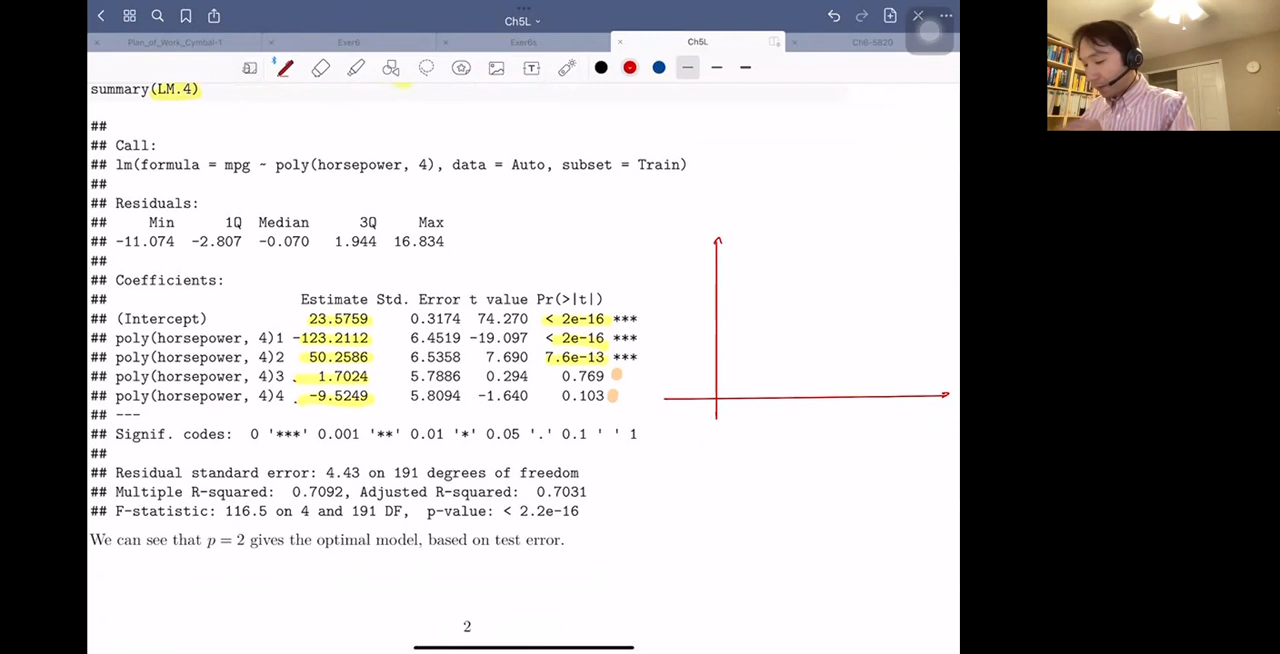 Ch5L
Plan_of_Work_Cymbal-1
Exer6
Exer6s
Ch5L
Ch6-5820
summary(LM.4)
##
## Call:
## lm(formula = mpg ~ poly(horsepower, 4), data = Auto, subset = Train)
##
## Residuals:
## Min 1Q Median 3Q Max
## -11.074 -2.807 -0.070 1.944 16.834
##
## Coefficients:
## Estimate Std. Error t value Pr(>|t|)
## (Intercept) 23.5759 0.3174 74.270 < 2e-16 ***
## poly(horsepower, 4)1 -123.2112 6.4519 -19.097 < 2e-16 ***
## poly(horsepower, 4)2 50.2586 6.5358 7.690 7.6e-13 ***
## poly(horsepower, 4)3 1.7024 5.7886 0.294 0.769
## poly(horsepower, 4)4 -9.5249 5.8094 -1.640 0.103
## ---
## Signif. codes: 0 '***' 0.001 '**' 0.01 '*' 0.05 '.' 0.1 ' ' 1
##
## Residual standard error: 4.43 on 191 degrees of freedom
## Multiple R-squared: 0.7092, Adjusted R-squared: 0.7031
## F-statistic: 116.5 on 4 and 191 DF, p-value: < 2.2e-16
We can see that p = 2 gives the optimal model, based on test error.
2